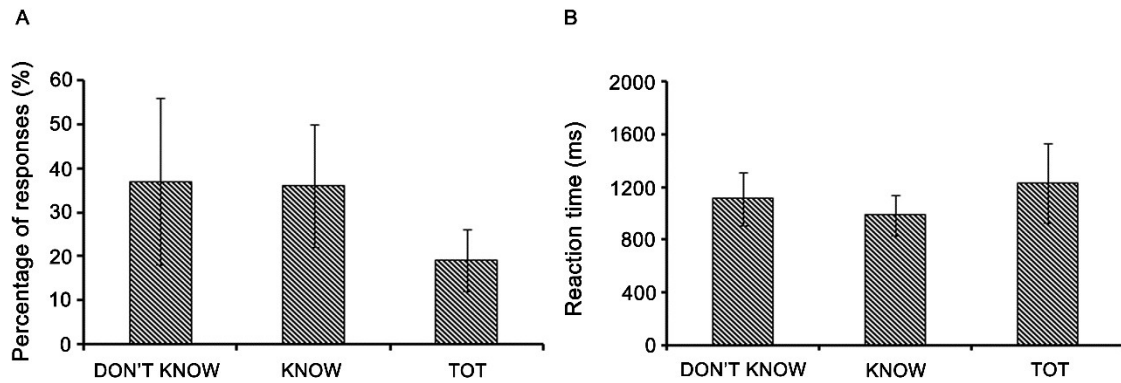 A
Percentage of responses (%)
60
50
40
30
20
10
0
DON'T KNOW
KNOW
TOT
B
Reaction time (ms)
2000
1600
1200
800
400
0
DON'T KNOW
KNOW
TOT